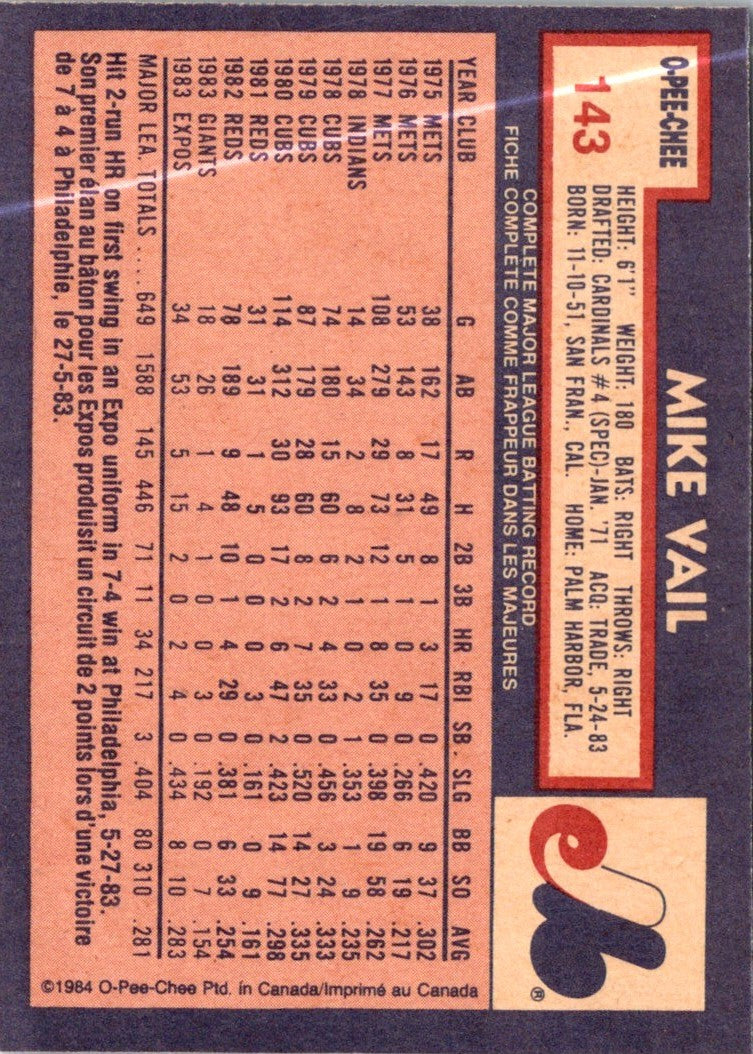 O-PEE-CHEE
143
MIKE VAIL
HEIGHT: 6'1" WEIGHT: 180 BATS: RIGHT THROWS: RIGHT
DRAFTED: CARDINALS #4 (SPEC)-JAN. '71 ACQ: TRADE, 5-24-83
BORN: 11-10-51, SAN FRAN., CAL HOME: PALM HARBOR, FLA.
COMPLETE MAJOR LEAGUE BATTING RECORD
FICHE COMPLÈTE COMME FRAPPEUR DANS LES MAJEURES
YEAR CLUB G AB R H 2B 3B HR RBI SB. SLG BB SO AVG
1975 METS 38 162 17 49 8 1 3 17 0 .420 9 37 .302
1976 METS 53 143 8 31 5 1 0 9 0 .266 6 19 .217
1977 METS 108 279 29 73 12 1 8 35 0 .398 19 58 .262
1978 INDIANS 14 34 2 8 2 1 0 2 1 .353 1 9 .235
1978 CUBS 74 180 15 60 6 2 4 33 0 .456 3 24 .333
1979 CUBS 87 179 28 60 8 2 7 35 0 .520 14 27 .335
1980 CUBS 114 312 30 93 17 2 6 47 2 .423 14 77 .298
1981 REDS 31 31 1 5 0 0 0 3 0 .161 0 9 .161
1982 REDS 78 189 9 48 10 1 4 29 0 .381 6 33 .254
1983 GIANTS 18 26 1 4 1 0 0 3 0 .192 0 7 .154
1983 EXPOS 34 53 5 15 2 0 2 4 0 .434 8 10 .283
MAJOR LEA. TOTALS .... 649 1588 145 446 71 11 34 217 3 .404 80 310 .281
Hit 2-run HR on first swing in an Expo uniform in 7-4 win at Philadelphia, 5-27-83.
Son premier élan au bâton pour les Expos produisit un circuit de 2 points lors d'une victoire
de 7 à 4 à Philadelphie, le 27-5-83.
©1984 O-Pee-Chee Ptd. in Canada/Imprimé au Canada
®